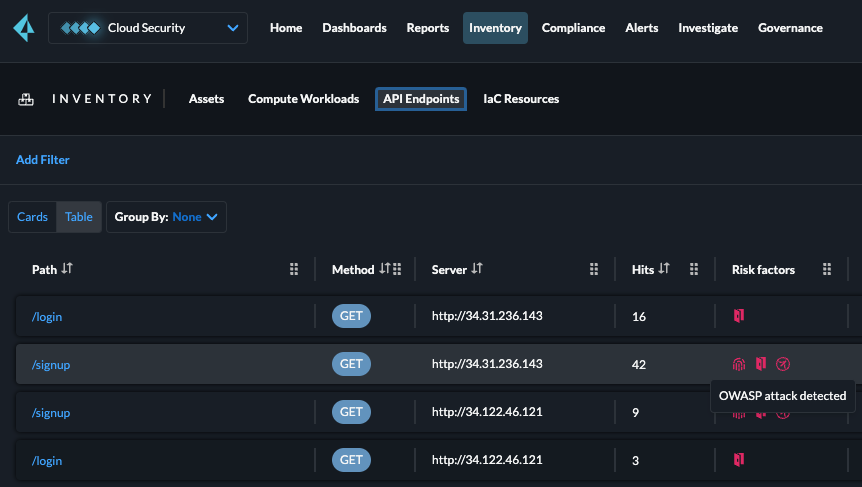 Cloud Security Home Dashboards Reports Inventory Compliance Alerts Investigate Governance
INVENTORY Assets Compute Workloads API Endpoints IaC Resources
Add Filter
Cards Table Group By: None
Path Method Server Hits Risk factors
/login GET http://34.31.236.143 16
/signup GET http://34.31.236.143 42
OWASP attack detected
/signup GET http://34.122.46.121 9
/login GET http://34.122.46.121 3